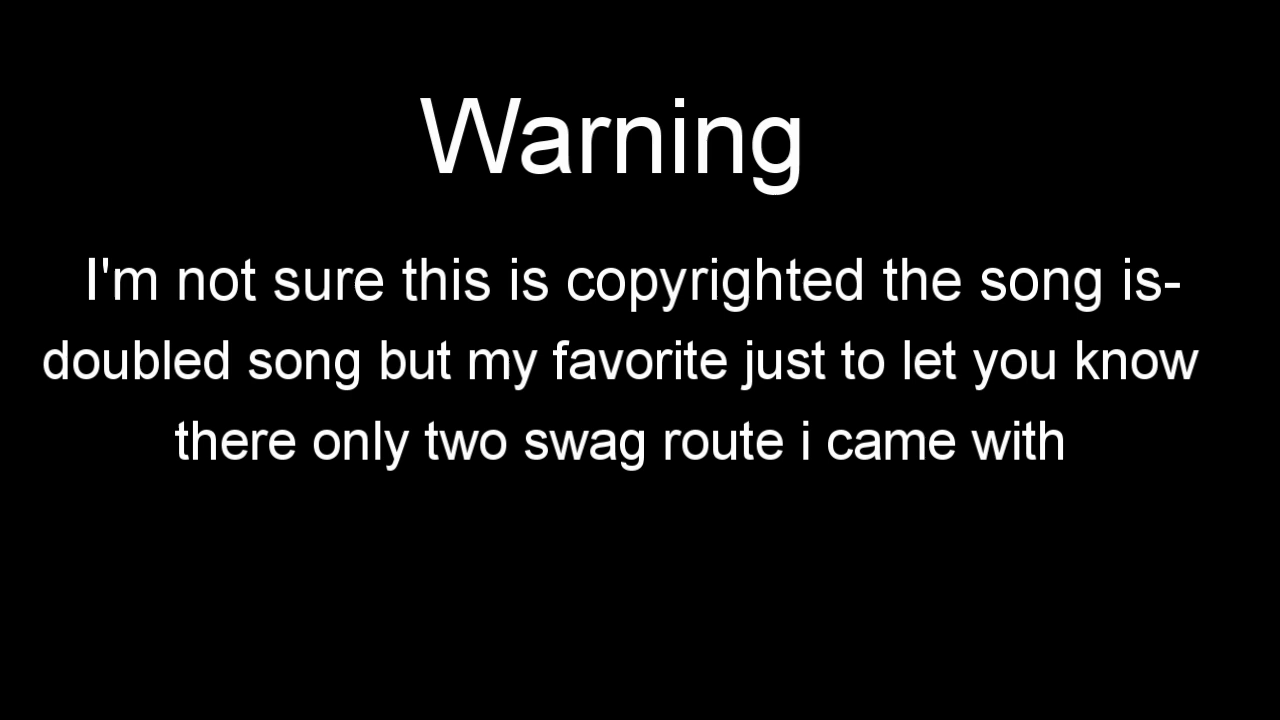 Warning
I'm not sure this is copyrighted the song is-
doubled song but my favorite just to let you know
there only two swag route i came with